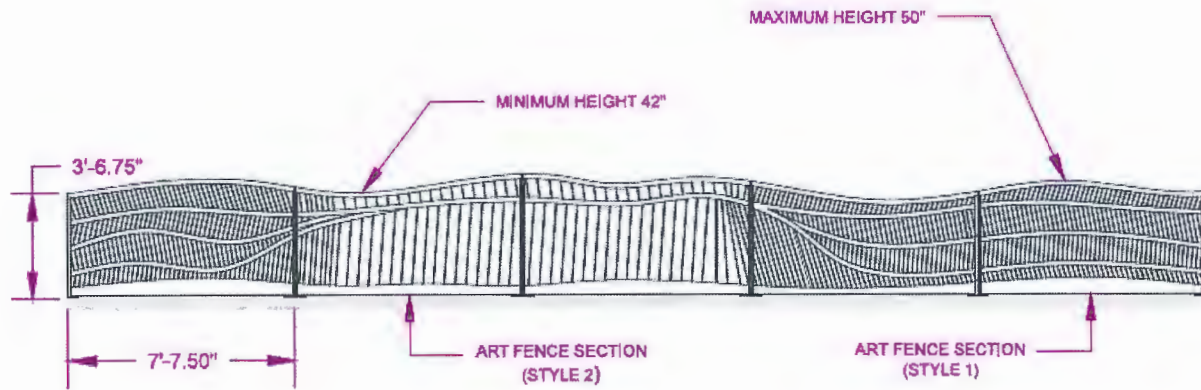 MAXIMUM HEIGHT 50"
MINIMUM HEIGHT 42"
3'-6.75"
7'-7.50"
ART FENCE SECTION
(STYLE 2)
ART FENCE SECTION
(STYLE 1)